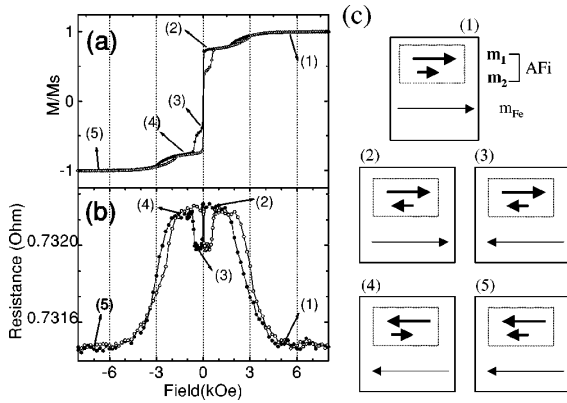 (a)
M/Ms
1
0
-1
(1)
(2)
(3)
(4)
(5)
(b)
Resistance (Ohm)
0.7320
0.7316
(4)
(2)
(3)
(5)
(1)
-6 -3 0 3 6
Field(kOe)
(c)
(1)
m1
m2
AFi
mFe
(2)
(3)
(4)
(5)